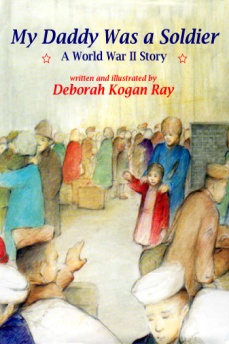 My Daddy Was a Soldier
A World War II Story
written and illustrated by
Deborah Kogan Ray